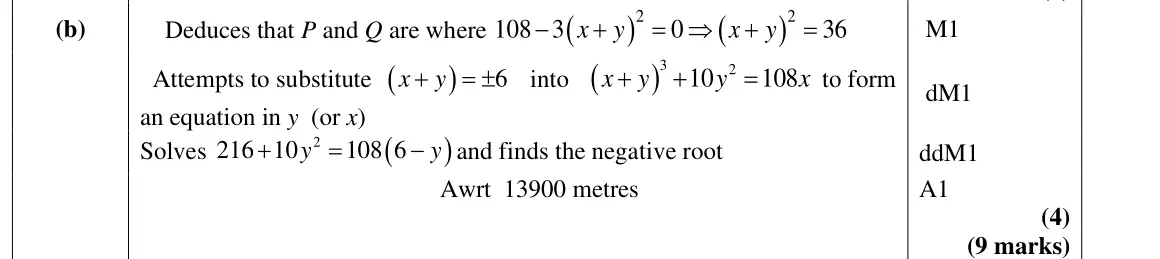 (b) Deduces that P and Q are where 108 − 3(x + y)² = 0 ⇒ (x + y)² = 36 M1
Attempts to substitute (x + y) = ±6 into (x + y)³ + 10y² = 108x to form
an equation in y (or x) dM1
Solves 216 + 10y² = 108(6 − y) and finds the negative root ddM1
Awrt 13900 metres A1
(4)
(9 marks)